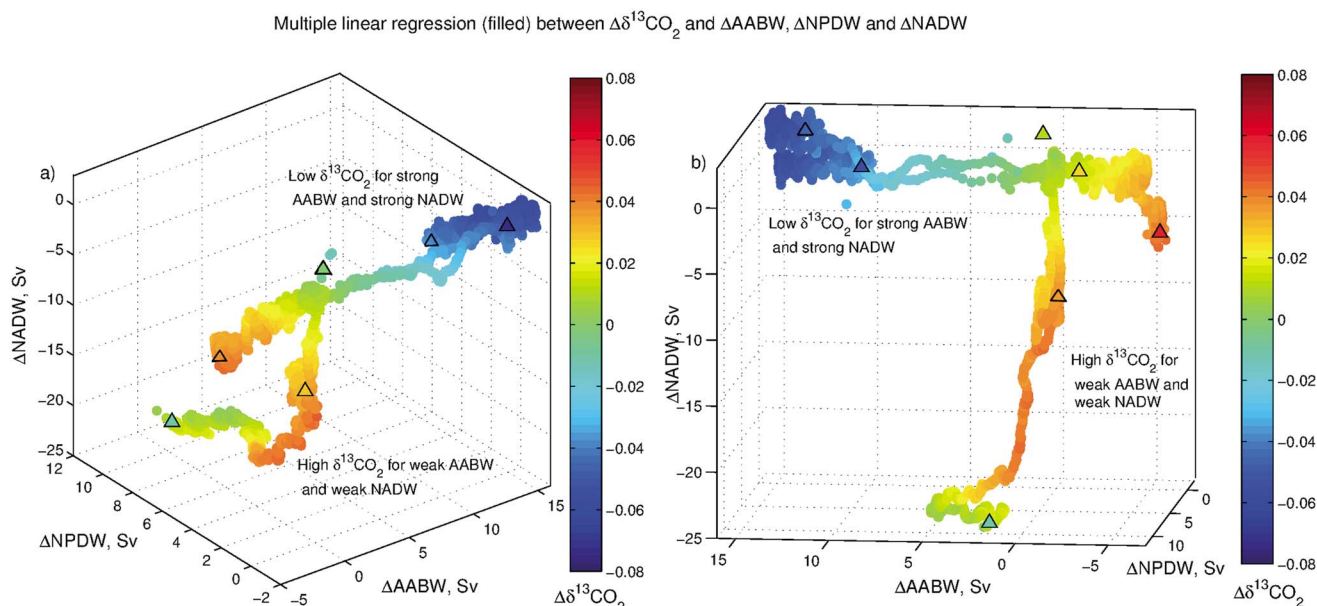 Multiple linear regression (filled) between Δδ¹³CO₂ and ΔAABW, ΔNPDW and ΔNADW
a)
0
−5
−10
−15
−20
−25
ΔNADW, Sv
Low δ¹³CO₂ for strong
AABW and strong NADW
High δ¹³CO₂ for weak AABW
and weak NADW
12
10
8
6
4
2
0
−2
ΔNPDW, Sv
−5
0
5
10
15
ΔAABW, Sv
0.08
0.06
0.04
0.02
0
−0.02
−0.04
−0.06
−0.08
Δδ¹³CO₂
b)
0
−5
−10
−15
−20
−25
ΔNADW, Sv
Low δ¹³CO₂ for strong AABW
and strong NADW
High δ¹³CO₂ for
weak AABW and
weak NADW
15
10
5
0
−5
ΔAABW, Sv
0
5
10
ΔNPDW, Sv
0.08
0.06
0.04
0.02
0
−0.02
−0.04
−0.06
−0.08
Δδ¹³CO₂